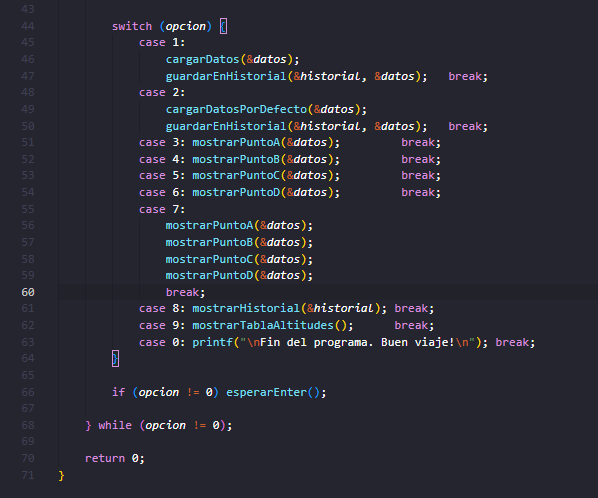 43
44 switch (opcion) {
45 case 1:
46 cargarDatos(&datos);
47 guardarEnHistorial(&historial, &datos);   break;
48 case 2:
49 cargarDatosPorDefecto(&datos);
50 guardarEnHistorial(&historial, &datos);   break;
51 case 3: mostrarPuntoA(&datos);         break;
52 case 4: mostrarPuntoB(&datos);         break;
53 case 5: mostrarPuntoC(&datos);         break;
54 case 6: mostrarPuntoD(&datos);         break;
55 case 7:
56 mostrarPuntoA(&datos);
57 mostrarPuntoB(&datos);
58 mostrarPuntoC(&datos);
59 mostrarPuntoD(&datos);
60 break;
61 case 8: mostrarHistorial(&historial); break;
62 case 9: mostrarTablaAltitudes();      break;
63 case 0: printf("\nFin del programa. Buen viaje!\n"); break;
64 }
65
66 if (opcion != 0) esperarEnter();
67
68 } while (opcion != 0);
69
70 return 0;
71 }